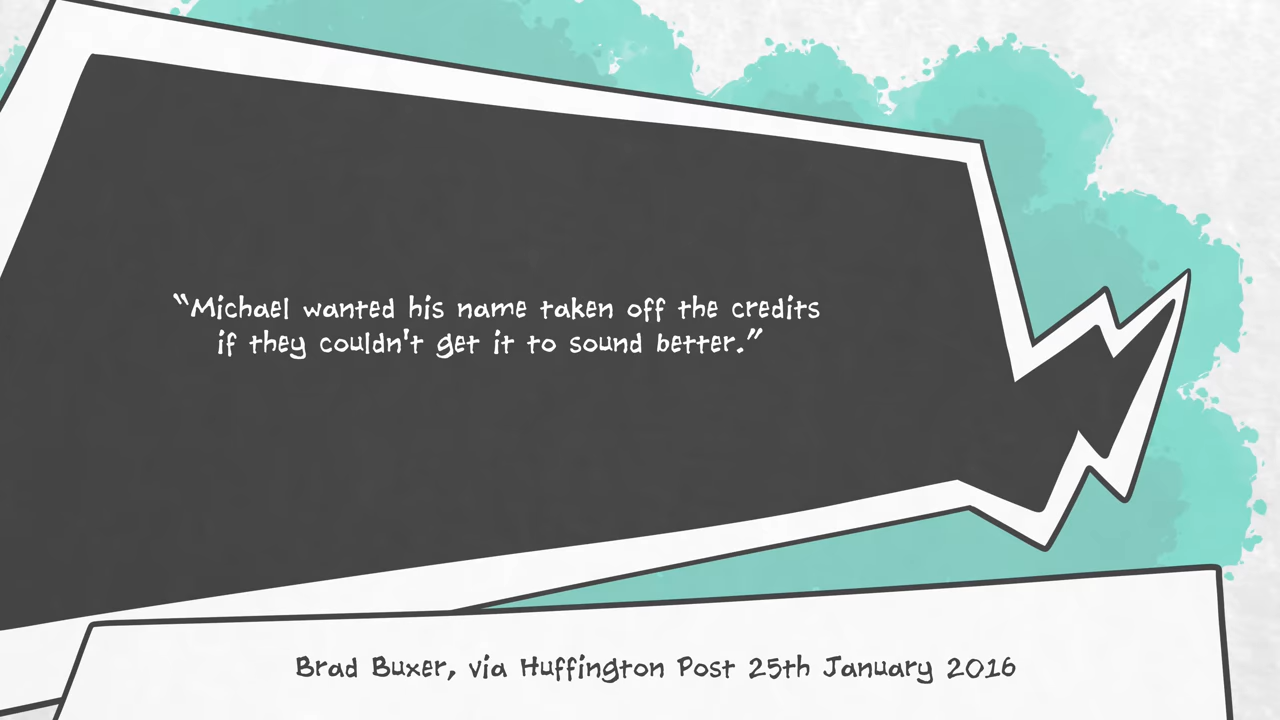 “Michael wanted his name taken off the credits
if they couldn't get it to sound better.”
Brad Buxer, via Huffington Post 25th January 2016